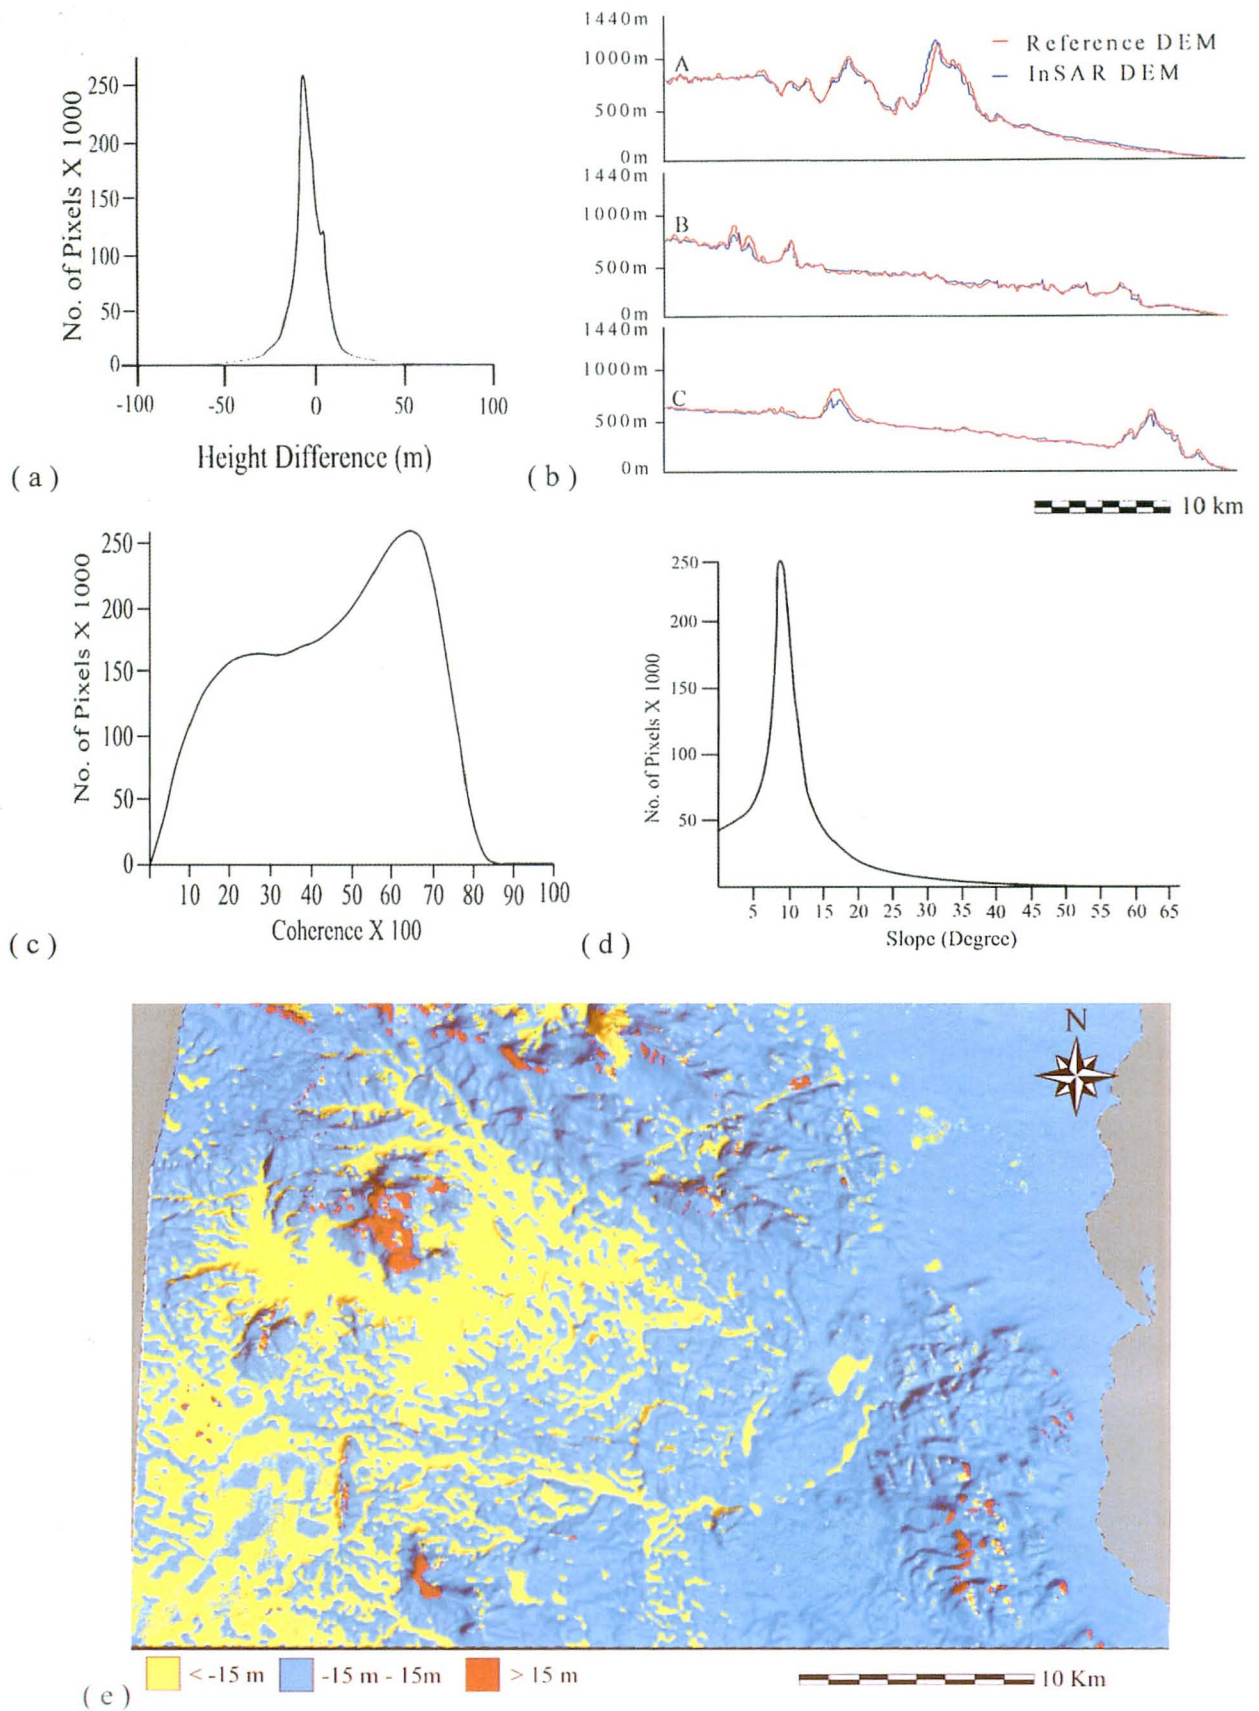 250
200
150
100
50
0
-100 -50 0 50 100
No. of Pixels X 1000
Height Difference (m)
( a )
1440m
1000m
500m
0m
A
Reference DEM
InSAR DEM
1440m
1000m
500m
0m
B
1440m
1000m
500m
0m
C
( b )
10 km
250
200
150
100
50
0
10 20 30 40 50 60 70 80 90 100
No. of Pixels X 1000
Coherence X 100
( c )
250
200
150
100
50
5 10 15 20 25 30 35 40 45 50 55 60 65
No. of Pixels X 1000
Slope (Degree)
( d )
N
< -15 m
-15 m - 15m
> 15 m
10 Km
( e )